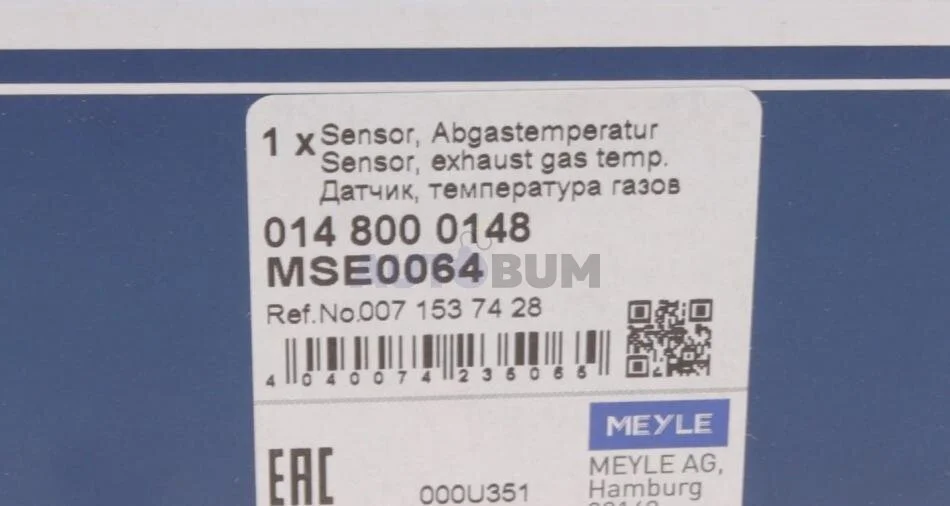 1 x Sensor, Abgastemperatur
Sensor, exhaust gas temp.
Датчик, температура газов
014 800 0148
MSE0064
AUTOBUM
Ref.No.007 153 74 28
4 040074 236065
MEYLE
EAC
MEYLE AG,
000U351
Hamburg